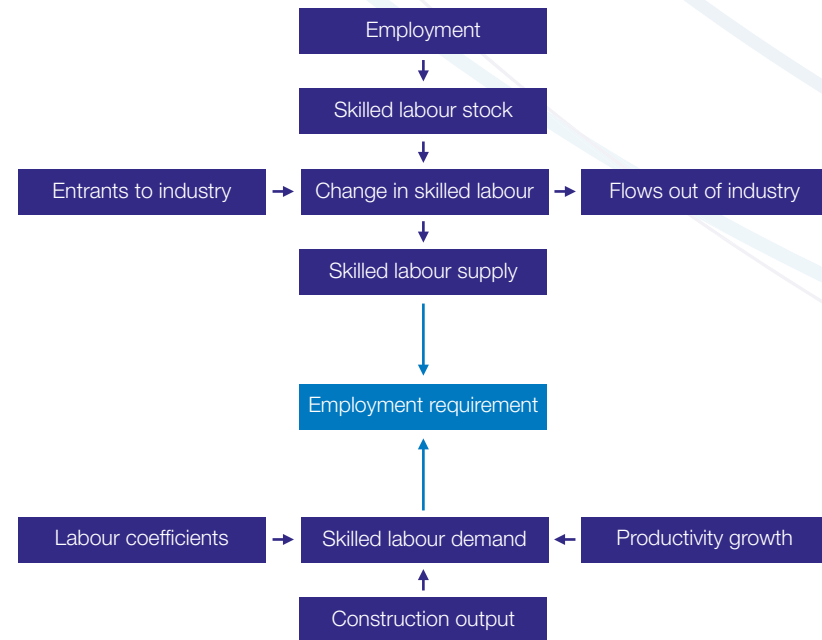 Employment
Skilled labour stock
Entrants to industry
Change in skilled labour
Flows out of industry
Skilled labour supply
Employment requirement
Labour coefficients
Skilled labour demand
Productivity growth
Construction output